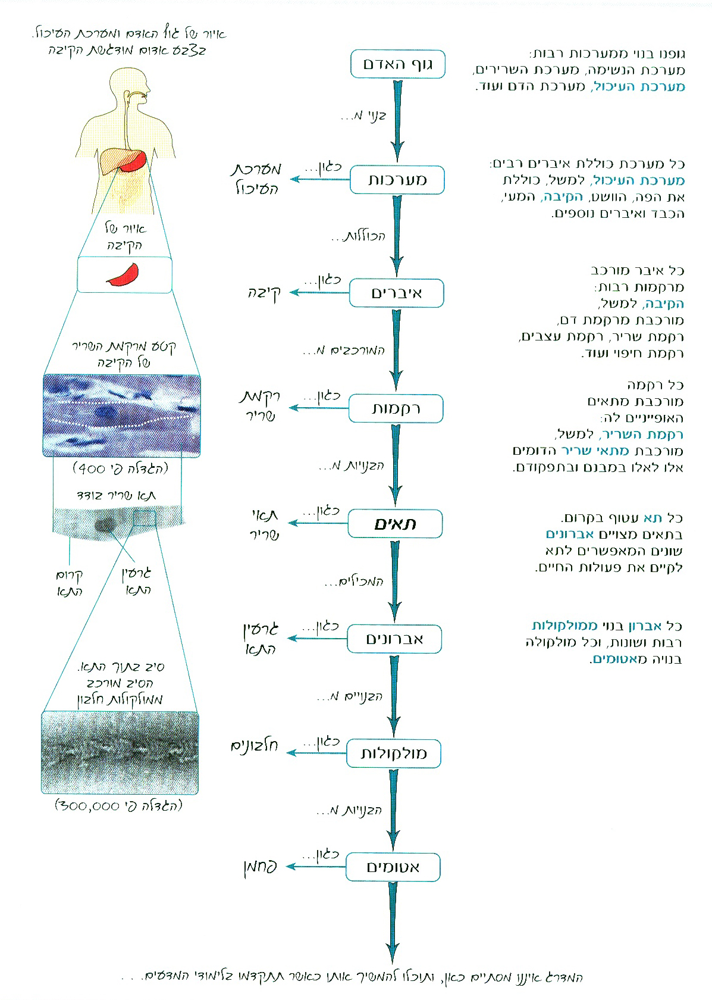 איור של גוף האדם ומערכת העיכול.
בצבע אדום מודגשת הקיבה
גוף האדם
גופנו בנוי ממערכות רבות:
מערכת הנשימה, מערכת השרירים,
מערכת העיכול, מערכת הדם ועוד.
בנוי מ...
מערכות
כגון...
מערכת
העיכול
כל מערכת כוללת איברים רבים:
מערכת העיכול, למשל, כוללת
את הפה, הוושט, הקיבה, המעי,
הכבד ואיברים נוספים.
הכוללות...
איור של
הקיבה
איברים
כגון...
קיבה
כל איבר מורכב
מרקמות רבות:
הקיבה, למשל,
מורכבת מרקמת דם,
רקמת שריר, רקמת עצבים,
רקמת חיפוי ועוד.
המורכבים מ...
קטע מרקמת השריר
של הקיבה
(הגדלה פי 400)
רקמות
כגון...
רקמת
שריר
כל רקמה
מורכבת מתאים
האופייניים לה:
רקמת השריר, למשל,
מורכבת מתאי שריר הדומים
אלו לאלו במבנם ובתפקודם.
הבנויות מ...
תא שריר בודד
קרום
התא
גרעין
התא
תאים
כגון...
תאי
שריר
כל תא עטוף בקרום.
בתאים מצויים אברונים
שונים המאפשרים לתא
לקיים את פעולות החיים.
המכילים...
אברונים
כגון...
גרעין
התא
כל אברון בנוי ממולקולות
רבות ושונות, וכל מולקולה
בנויה מאטומים.
הבנויים מ...
סיב בתוך התא.
הסיב מורכב
ממולקולות חלבון
(הגדלה פי 300,000)
מולקולות
כגון...
חלבונים
הבנויות מ...
אטומים
כגון...
פחמן
המדרג איננו מסתיים כאן, ותוכלו להמשיך אותו כאשר תתקדמו בלימודי המדעים. . . .